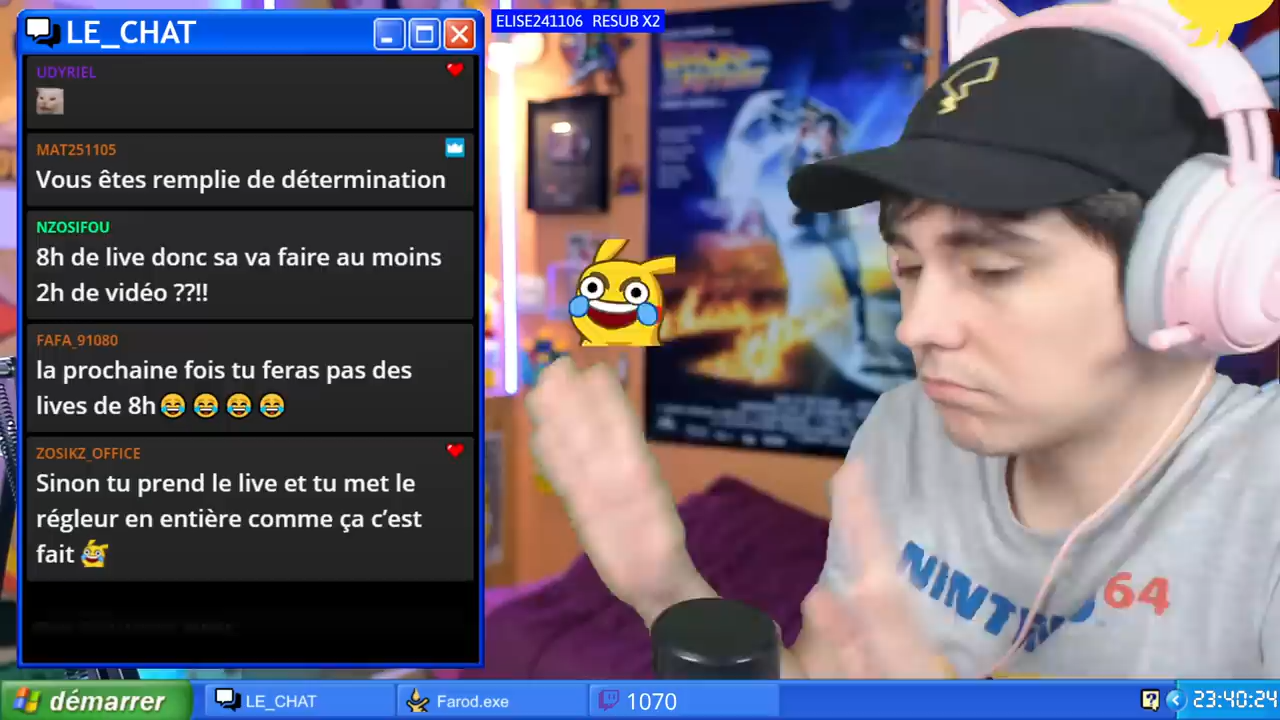 LE_CHAT
ELISE241106 RESUB X2
UDYRIEL
MAT251105
Vous êtes remplie de détermination
NZOSIFOU
8h de live donc sa va faire au moins
2h de vidéo ??!!
FAFA_91080
la prochaine fois tu feras pas des
lives de 8h😂 😂 😂 😂
ZOSIKZ_OFFICE
Sinon tu prend le live et tu met le
régleur en entière comme ça c’est
fait
NINTENDO 64
démarrer
LE_CHAT
Farod.exe
1070
23:40:24